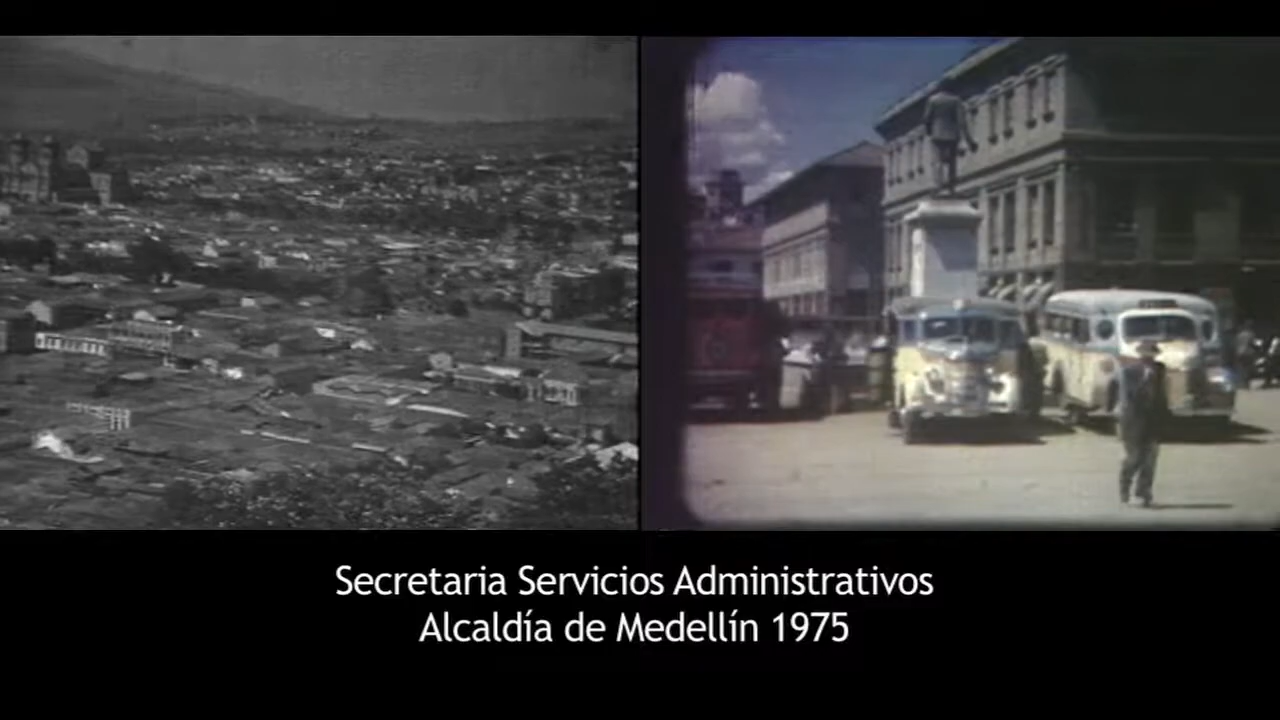 Secretaria Servicios Administrativos
Alcaldía de Medellín 1975